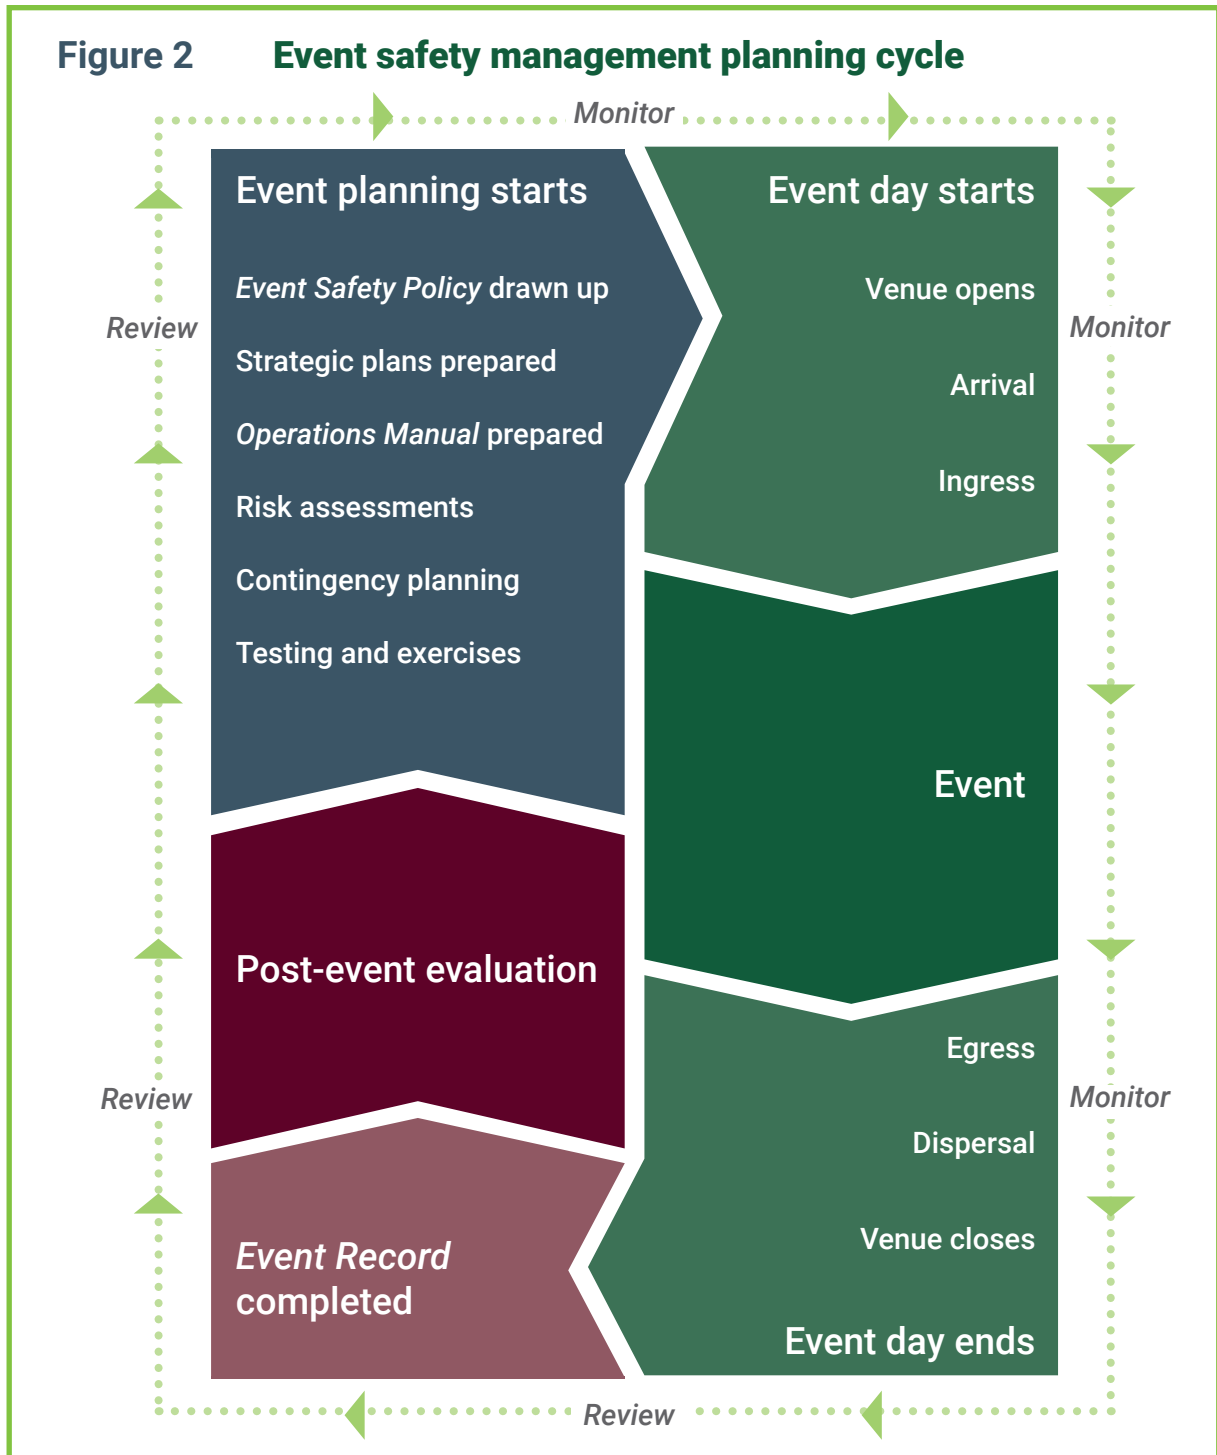 Figure 2 Event safety management planning cycle
Monitor
Event planning starts
Event Safety Policy drawn up
Strategic plans prepared
Operations Manual prepared
Risk assessments
Contingency planning
Testing and exercises
Event day starts
Venue opens
Arrival
Ingress
Review
Monitor
Event
Post-event evaluation
Egress
Dispersal
Venue closes
Event day ends
Review
Monitor
Event Record
completed
Review